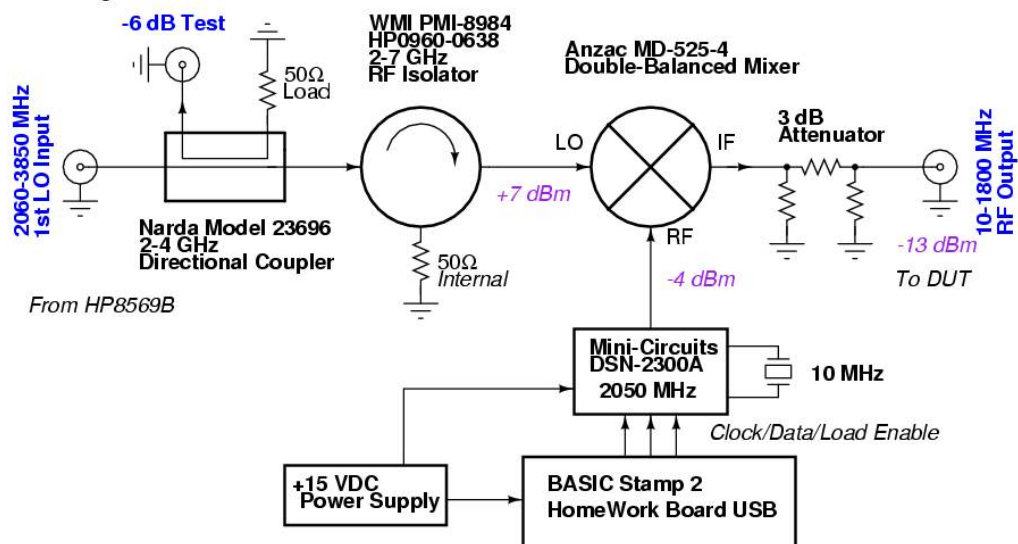 -6 dB Test
50Ω
Load
WMI PMI-8984
HP0960-0638
2-7 GHz
RF Isolator
Anzac MD-525-4
Double-Balanced Mixer
3 dB
Attenuator
2060-3850 MHz
1st LO Input
LO
IF
RF
+7 dBm
10-1800 MHz
RF Output
-13 dBm
To DUT
Narda Model 23696
2-4 GHz
Directional Coupler
50Ω
Internal
From HP8569B
-4 dBm
Mini-Circuits
DSN-2300A
2050 MHz
10 MHz
Clock/Data/Load Enable
+15 VDC
Power Supply
BASIC Stamp 2
HomeWork Board USB